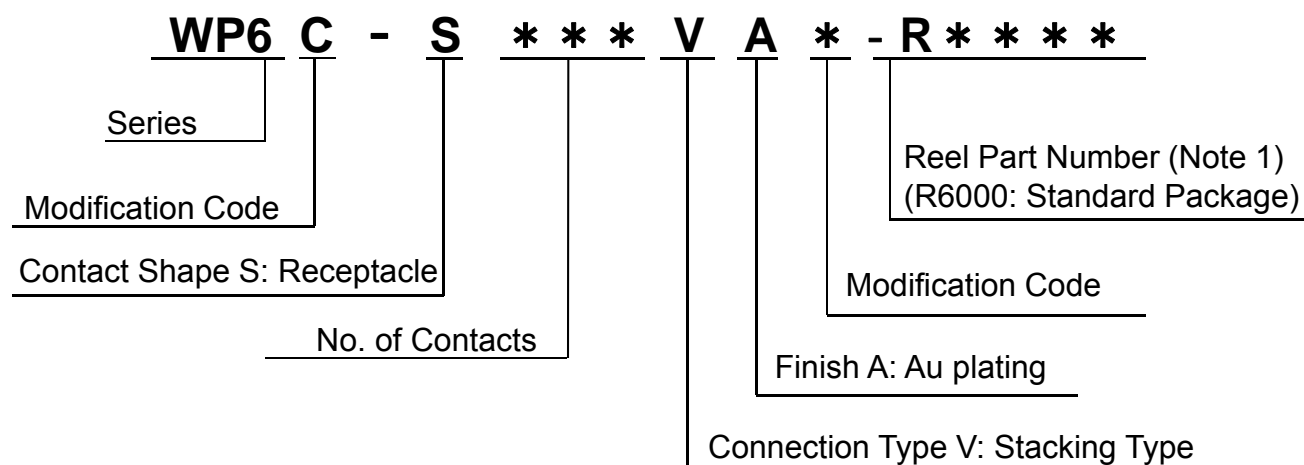 WP6 C - S * * * V A * - R * * * *
Series
Reel Part Number (Note 1)
(R6000: Standard Package)
Modification Code
Contact Shape S: Receptacle
Modification Code
No. of Contacts
Finish A: Au plating
Connection Type V: Stacking Type